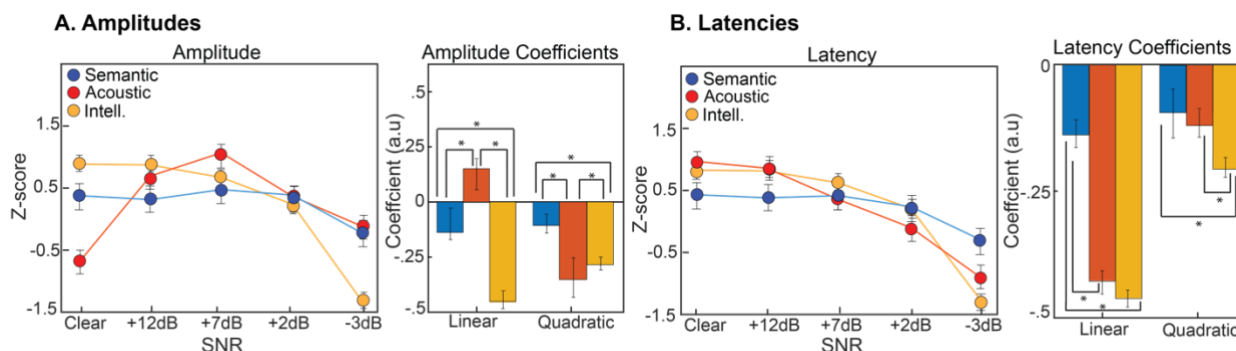 A. Amplitudes
Amplitude
Semantic
Acoustic
Intell.
Z-score
1.5
0.5
-0.5
-1.5
Clear
+12dB
+7dB
+2dB
-3dB
SNR
Amplitude Coefficients
Coefficient (a.u)
.5
.25
0
-.25
-.5
*
*
*
*
*
*
Linear
Quadratic
B. Latencies
Latency
Semantic
Acoustic
Intell.
Z-score
1.5
0.5
-0.5
-1.5
Clear
+12dB
+7dB
+2dB
-3dB
SNR
Latency Coefficients
Coefficient (a.u)
0
-.25
-.5
*
*
*
*
Linear
Quadratic